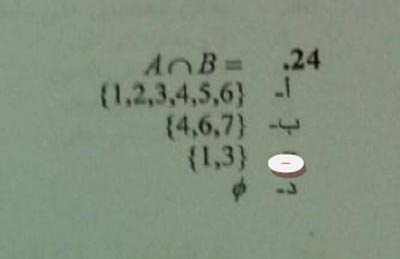 .24 A∩B =
أ- {1,2,3,4,5,6}
ب- {4,6,7}
{1,3}
د- ϕ